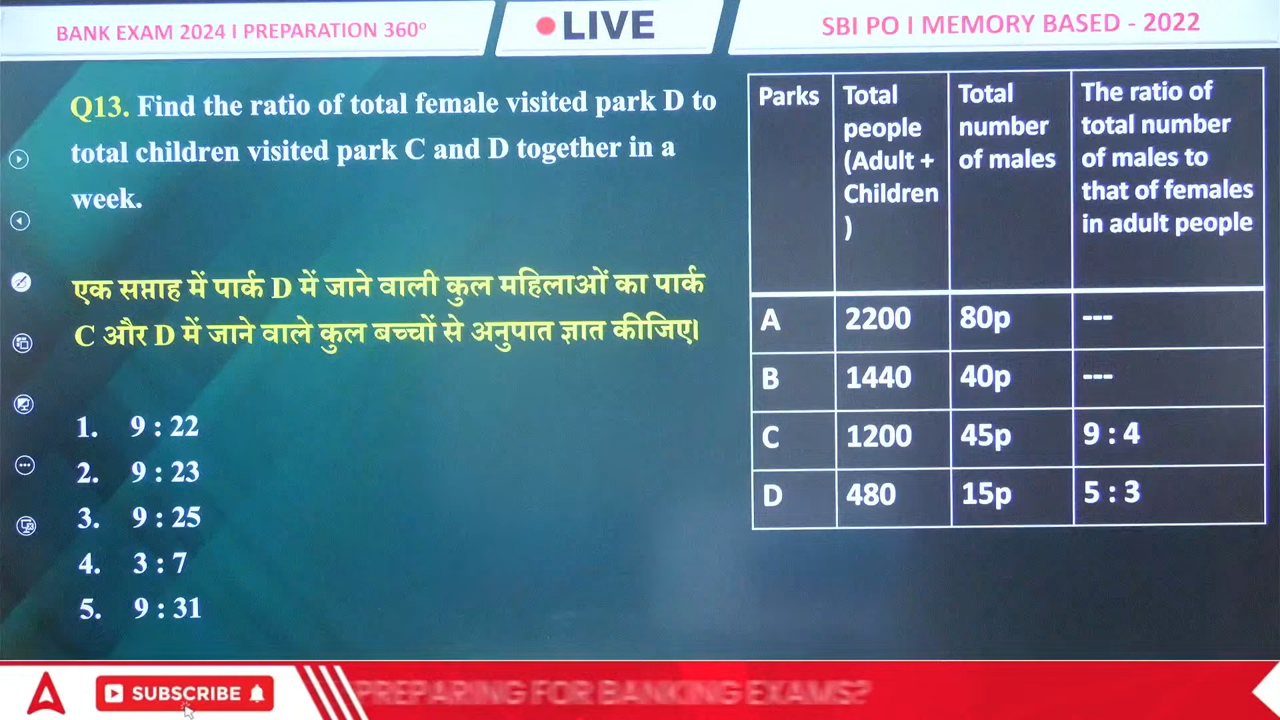 BANK EXAM 2024 I PREPARATION 360°
LIVE
SBI PO I MEMORY BASED - 2022
Q13. Find the ratio of total female visited park D to
total children visited park C and D together in a
week.
एक सप्ताह में पार्क D में जाने वाली कुल महिलाओं का पार्क
C और D में जाने वाले कुल बच्चों से अनुपात ज्ञात कीजिए।
1. 9 : 22
2. 9 : 23
3. 9 : 25
4. 3 : 7
5. 9 : 31
Parks
Total
people
(Adult +
Children
)
Total
number
of males
The ratio of
total number
of males to
that of females
in adult people
A 2200 80p ---
B 1440 40p ---
C 1200 45p 9 : 4
D 480 15p 5 : 3
SUBSCRIBE
PREPARING FOR BANKING EXAMS?